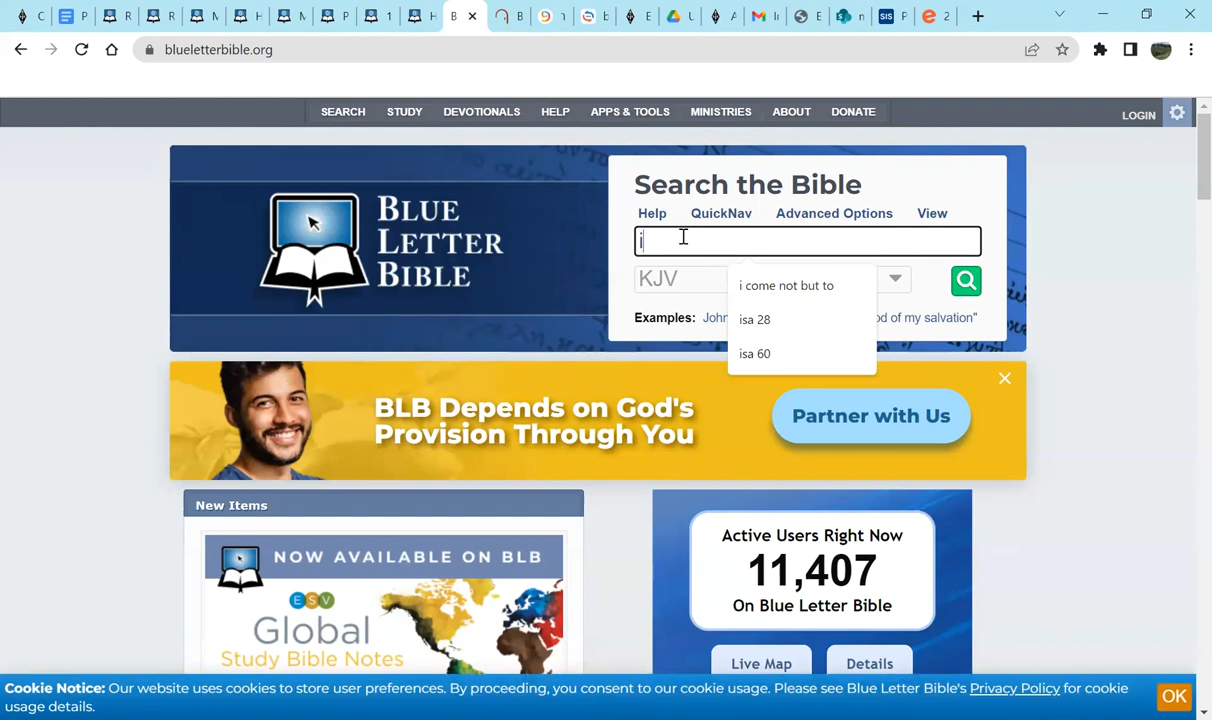 C
P
R
R
M
H
M
P
1
H
B
B
E
U
A
Ir
E
n
SIS P
2
blueletterbible.org
SEARCH STUDY DEVOTIONALS HELP APPS & TOOLS MINISTRIES ABOUT DONATE
LOGIN
BLUE
LETTER
BIBLE
Search the Bible
Help QuickNav Advanced Options View
i
KJV
i come not but to
isa 28
isa 60
Examples: John od of my salvation"
BLB Depends on God's
Provision Through You
Partner with Us
New Items
NOW AVAILABLE ON BLB
ESV
Global
Study Bible Notes
Active Users Right Now
11,407
On Blue Letter Bible
Live Map Details
Cookie Notice: Our website uses cookies to store user preferences. By proceeding, you consent to our cookie usage. Please see Blue Letter Bible's Privacy Policy for cookie
usage details.
OK